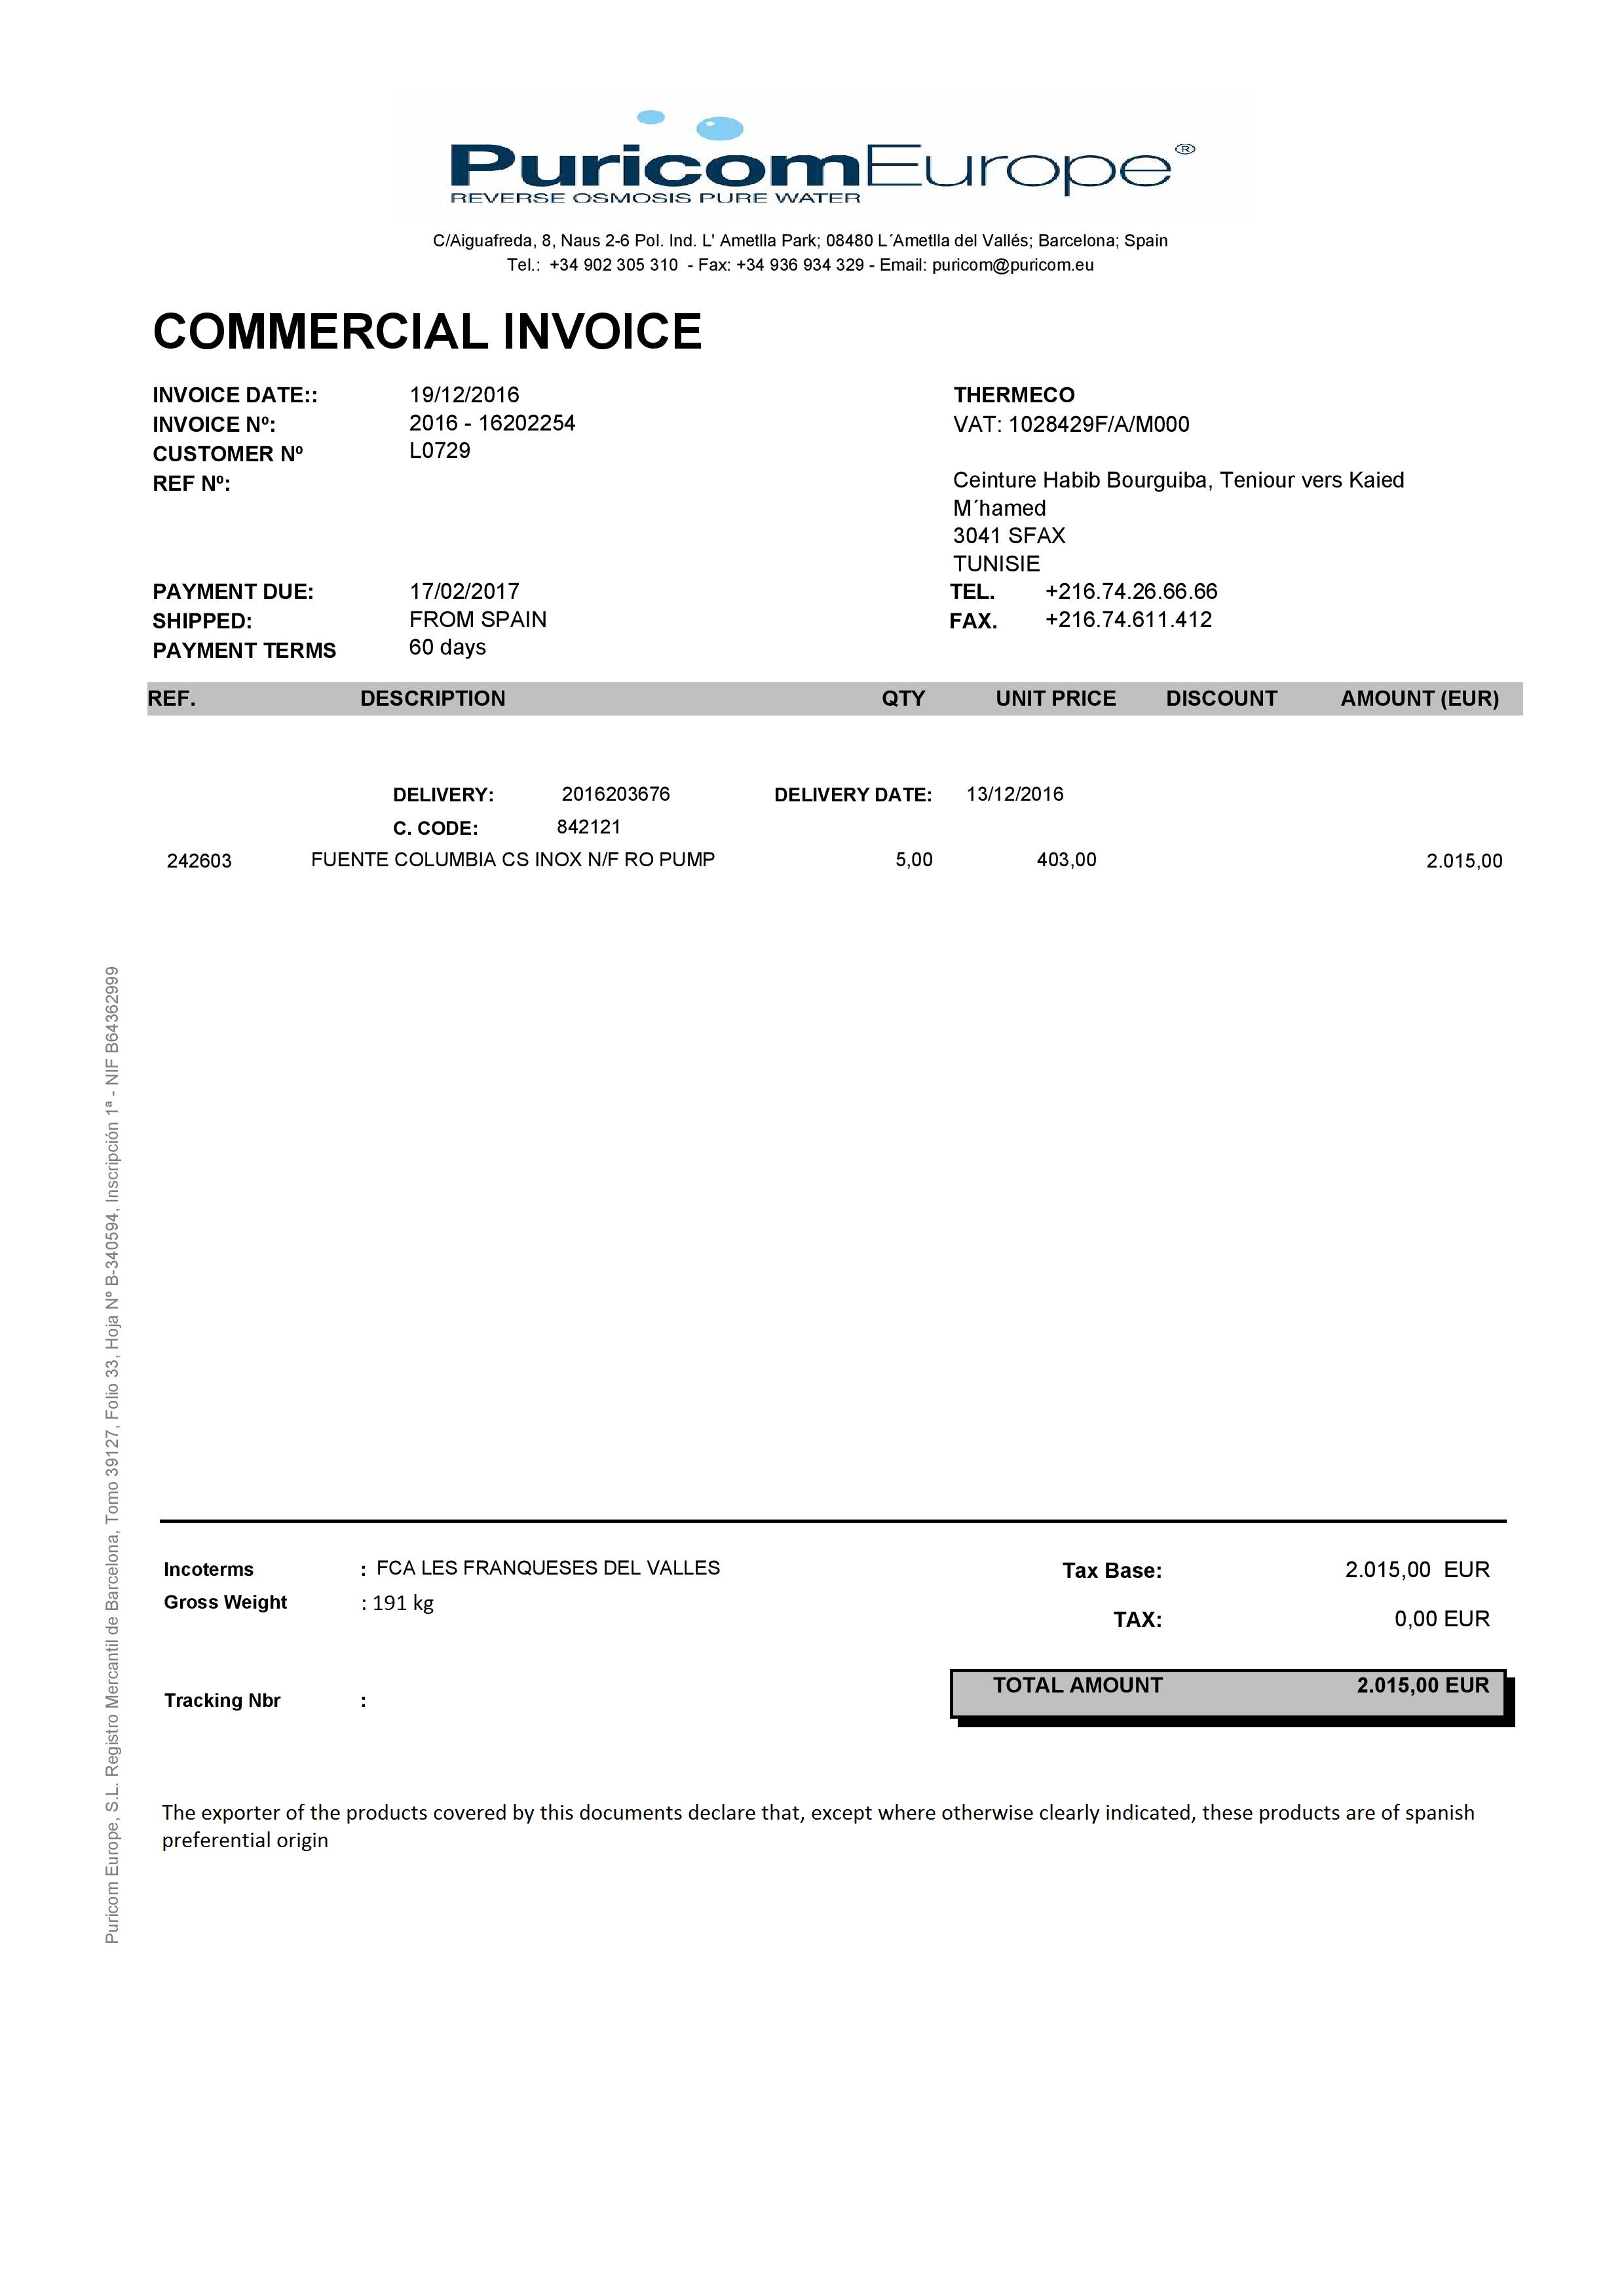 PuricomEurope®
REVERSE OSMOSIS PURE WATER
C/Aiguafreda, 8, Naus 2-6 Pol. Ind. L' Ametlla Park; 08480 L´Ametlla del Vallés; Barcelona; Spain
Tel.: +34 902 305 310 - Fax: +34 936 934 329 - Email: puricom@puricom.eu
COMMERCIAL INVOICE
INVOICE DATE:: 19/12/2016
INVOICE Nº: 2016 - 16202254
CUSTOMER Nº L0729
REF Nº:
THERMECO
VAT: 1028429F/A/M000
Ceinture Habib Bourguiba, Teniour vers Kaied
M´hamed
3041 SFAX
TUNISIE
PAYMENT DUE: 17/02/2017
SHIPPED: FROM SPAIN
PAYMENT TERMS 60 days
TEL. +216.74.26.66.66
FAX. +216.74.611.412
REF. DESCRIPTION QTY UNIT PRICE DISCOUNT AMOUNT (EUR)
DELIVERY: 2016203676 DELIVERY DATE: 13/12/2016
C. CODE: 842121
242603 FUENTE COLUMBIA CS INOX N/F RO PUMP 5,00 403,00 2.015,00
Puricom Europe, S.L. Registro Mercantil de Barcelona, Tomo 39127, Folio 33, Hoja Nº B-340594, Inscripción 1ª - NIF B64362999
Incoterms : FCA LES FRANQUESES DEL VALLES
Gross Weight : 191 kg
Tracking Nbr :
Tax Base: 2.015,00 EUR
TAX: 0,00 EUR
TOTAL AMOUNT 2.015,00 EUR
The exporter of the products covered by this documents declare that, except where otherwise clearly indicated, these products are of spanish
preferential origin